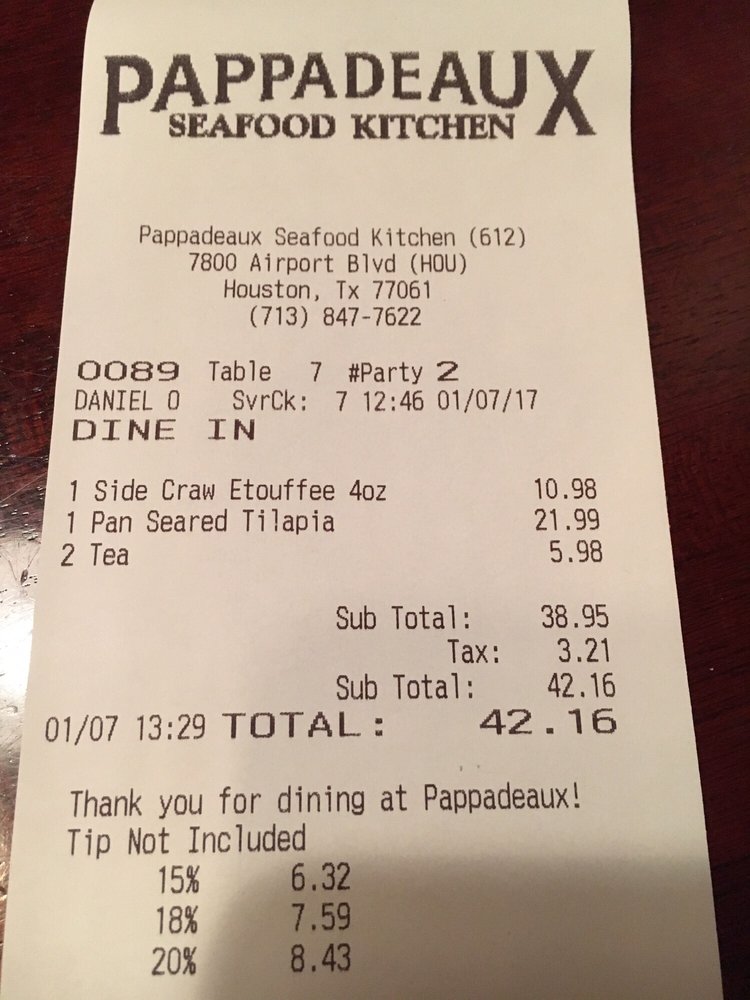 PAPPADEAUX
SEAFOOD KITCHEN
Pappadeaux Seafood Kitchen (612)
7800 Airport Blvd (HOU)
Houston, Tx 77061
(713) 847-7622
0089 Table 7 #Party 2
DANIEL O SvrCk: 7 12:46 01/07/17
DINE IN
1 Side Craw Etouffee 4oz 10.98
1 Pan Seared Tilapia 21.99
2 Tea 5.98
Sub Total: 38.95
Tax: 3.21
Sub Total: 42.16
01/07 13:29 TOTAL: 42.16
Thank you for dining at Pappadeaux!
Tip Not Included
15% 6.32
18% 7.59
20% 8.43